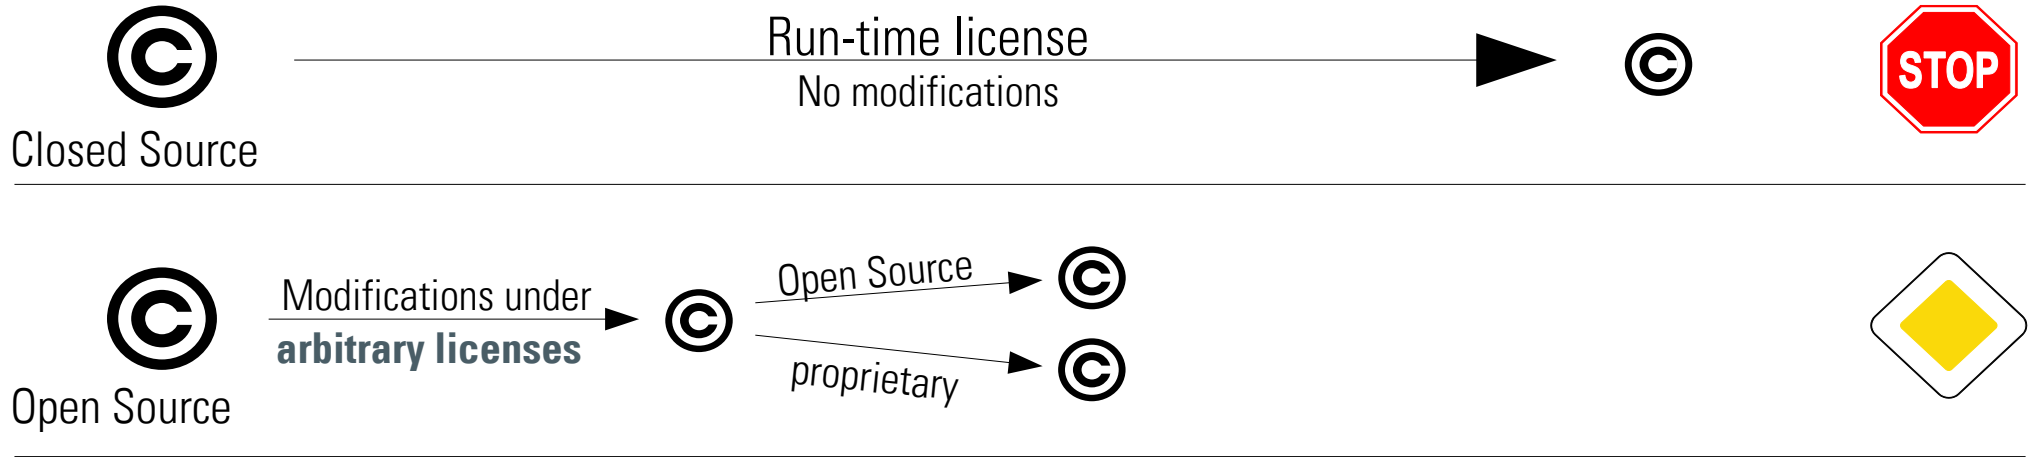 ©
Run-time license
No modifications
©
STOP
Closed Source
©
Modifications under
arbitrary licenses
©
Open Source
©
proprietary
©
Open Source